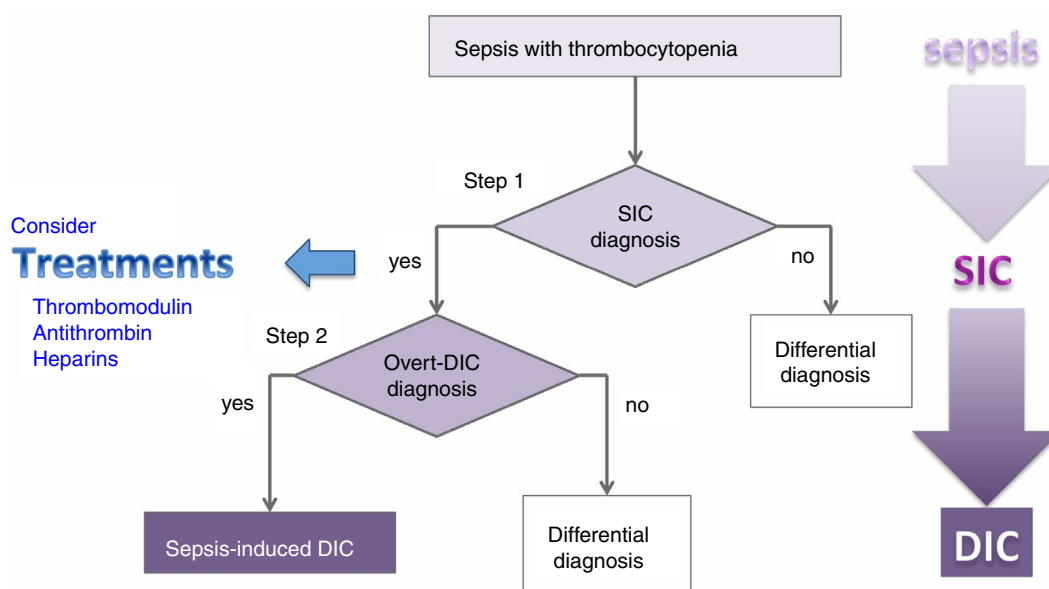 Sepsis with thrombocytopenia
sepsis
Step 1
SIC
diagnosis
Consider
Treatments
Thrombomodulin
Antithrombin
Heparins
yes
no
SIC
Step 2
Overt-DIC
diagnosis
Differential
diagnosis
yes
no
Sepsis-induced DIC
Differential
diagnosis
DIC